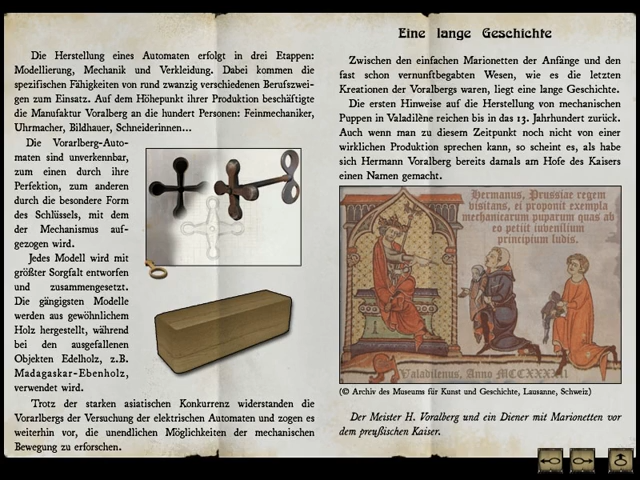 Die Herstellung eines Automaten erfolgt in drei Etappen:
Modellierung, Mechanik und Verkleidung. Dabei kommen die
spezifischen Fähigkeiten von rund zwanzig verschiedenen Berufszwei-
gen zum Einsatz. Auf dem Höhepunkt ihrer Produktion beschäftigte
die Manufaktur Voralberg an die hundert Personen: Feinmechaniker,
Uhrmacher, Bildhauer, Schneiderinnen...
Die Vorarlberg-Auto-
maten sind unverkennbar,
zum einen durch ihre
Perfektion, zum anderen
durch die besondere Form
des Schlüssels, mit dem
der Mechanismus auf-
gezogen wird.
Jedes Modell wird mit
größter Sorgfalt entworfen
und zusammengesetzt.
Die gängigsten Modelle
werden aus gewöhnlichem
Holz hergestellt, während
bei den ausgefallenen
Objekten Edelholz, z.B.
Madagaskar-Ebenholz,
verwendet wird.
Trotz der starken asiatischen Konkurrenz widerstanden die
Vorarlbergs der Versuchung der elektrischen Automaten und zogen es
weiterhin vor, die unendlichen Möglichkeiten der mechanischen
Bewegung zu erforschen.
Eine lange Geschichte
Zwischen den einfachen Marionetten der Anfänge und den
fast schon vernunftbegabten Wesen, wie es die letzten
Kreationen der Voralbergs waren, liegt eine lange Geschichte.
Die ersten Hinweise auf die Herstellung von mechanischen
Puppen in Valadilène reichen bis in das 13. Jahrhundert zurück.
Auch wenn man zu diesem Zeitpunkt noch nicht von einer
wirklichen Produktion sprechen kann, so scheint es, als habe
sich Hermann Voralberg bereits damals am Hofe des Kaisers
einen Namen gemacht.
Hermanus, Prussiae regem
visitans, ei proponit exempla
mechanicarum puparum quas ab
eo petiit iuvenilium
principium ludis.
Valadilenus, Anno MCCXXXXII
(© Archiv des Museums für Kunst und Geschichte, Lausanne, Schweiz)
Der Meister H. Voralberg und ein Diener mit Marionetten vor
dem preußischen Kaiser.